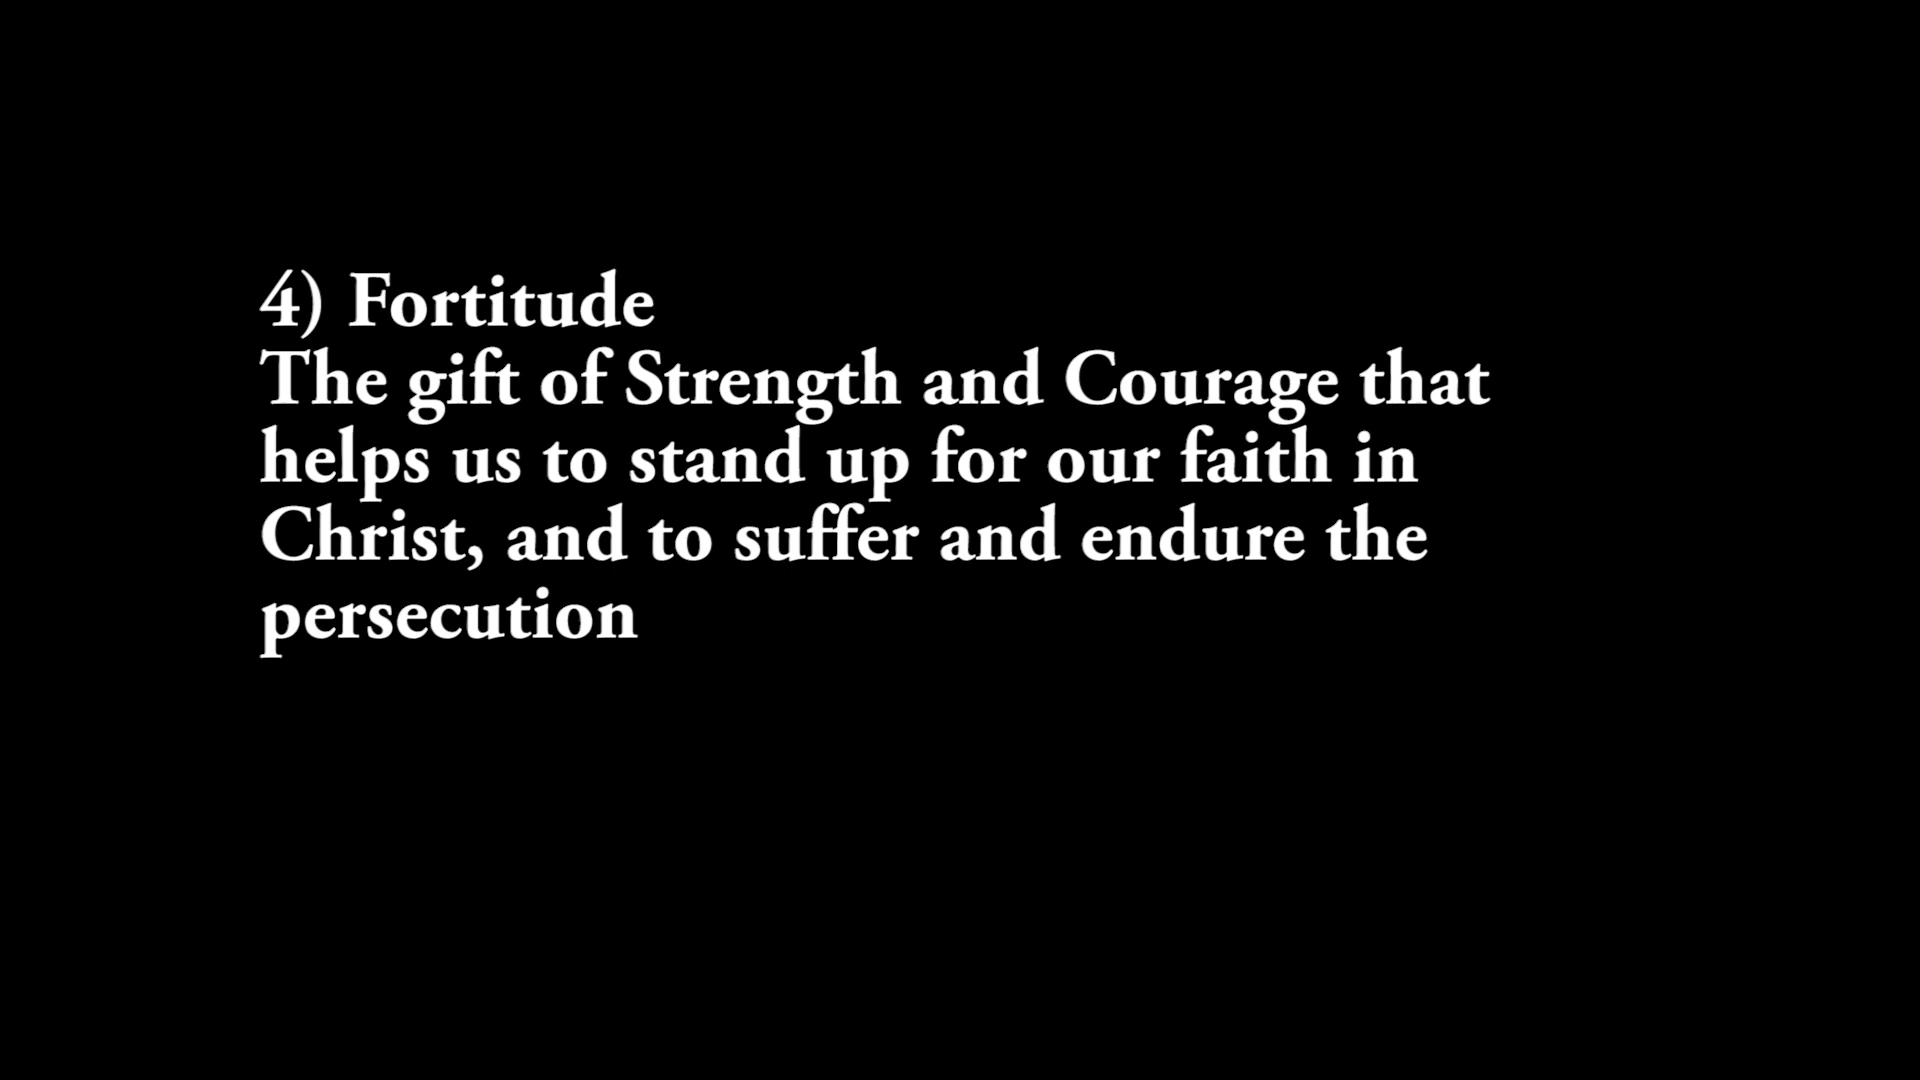 4) Fortitude
The gift of Strength and Courage that
helps us to stand up for our faith in
Christ, and to suffer and endure the
persecution